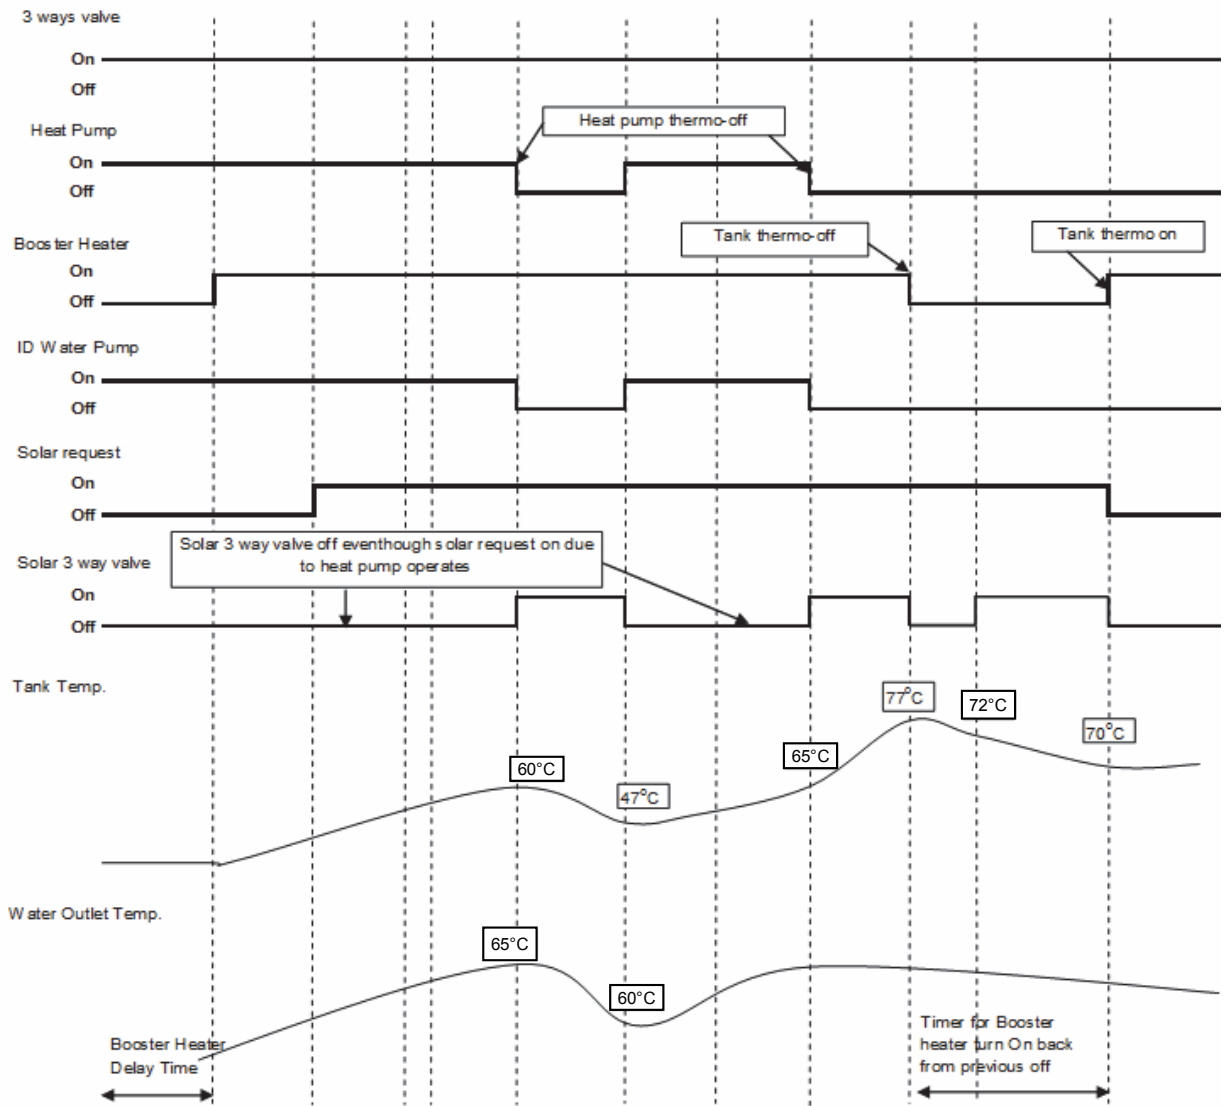 3 ways valve
On
Off
Heat Pump
Heat pump thermo-off
On
Off
Booster Heater
Tank thermo-off
Tank thermo on
On
Off
ID Water Pump
On
Off
Solar request
On
Off
Solar 3 way valve off eventhough solar request on due
to heat pump operates
Solar 3 way valve
On
Off
Tank Temp.
77°C
72°C
70°C
65°C
60°C
47°C
Water Outlet Temp.
65°C
60°C
Booster Heater
Delay Time
Timer for Booster
heater turn On back
from previous off